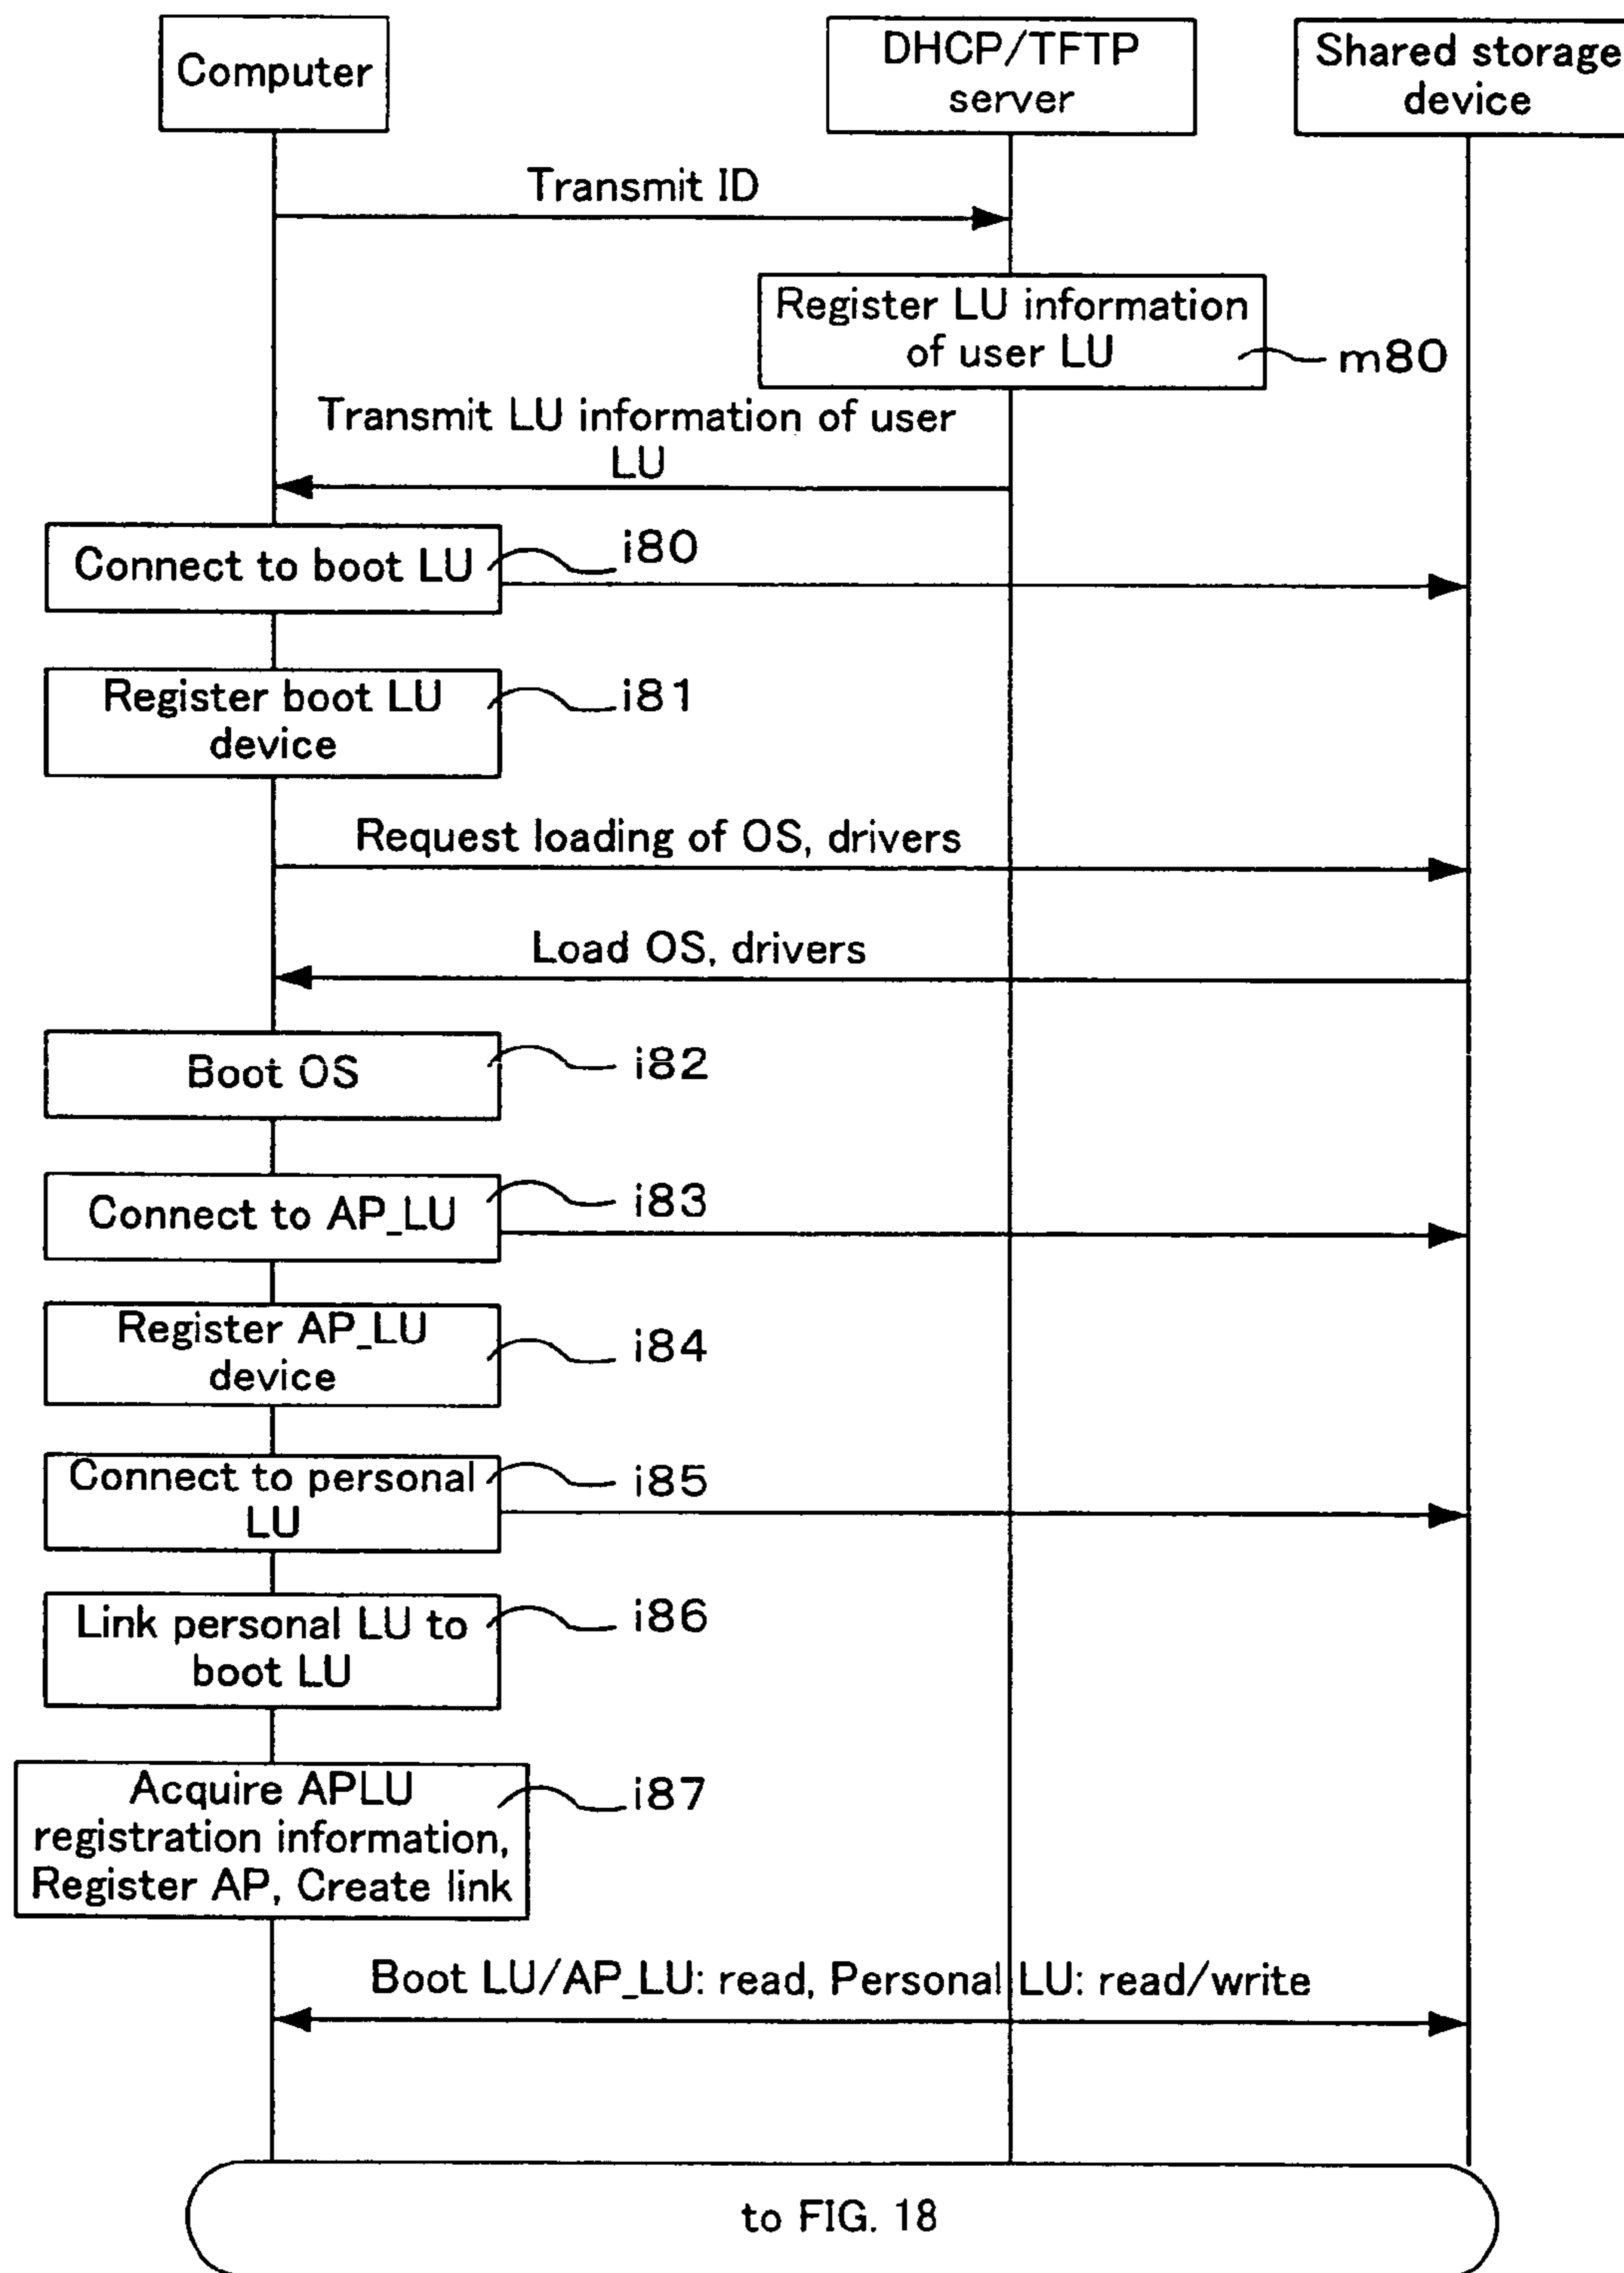 Computer
DHCP/TFTP
server
Shared storage
device
Transmit ID
Register LU information
of user LU
m80
Transmit LU information of user
LU
Connect to boot LU
i80
Register boot LU
device
i81
Request loading of OS, drivers
Load OS, drivers
Boot OS
i82
Connect to AP_LU
i83
Register AP_LU
device
i84
Connect to personal
LU
i85
Link personal LU to
boot LU
i86
Acquire APLU
registration information,
Register AP, Create link
i87
Boot LU/AP_LU: read, Personal LU: read/write
to FIG. 18